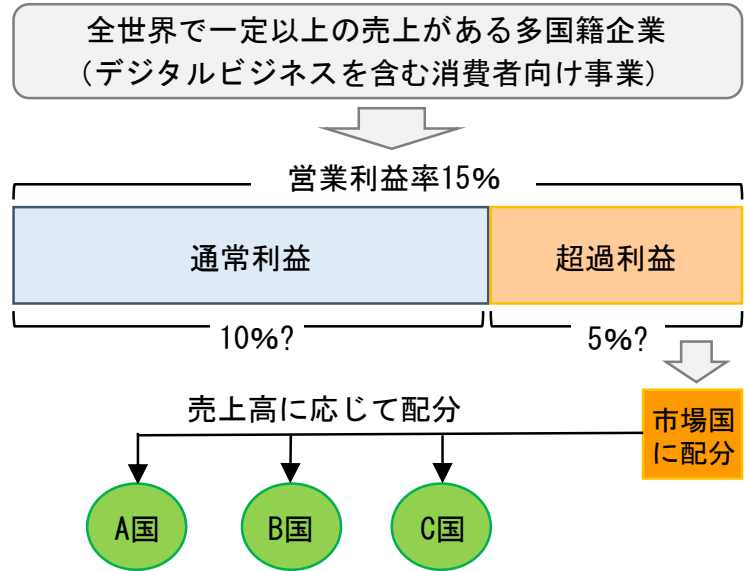 全世界で一定以上の売上がある多国籍企業
（デジタルビジネスを含む消費者向け事業）
営業利益率15%
通常利益
超過利益
10%?
5%?
売上高に応じて配分
市場国
に配分
A国
B国
C国